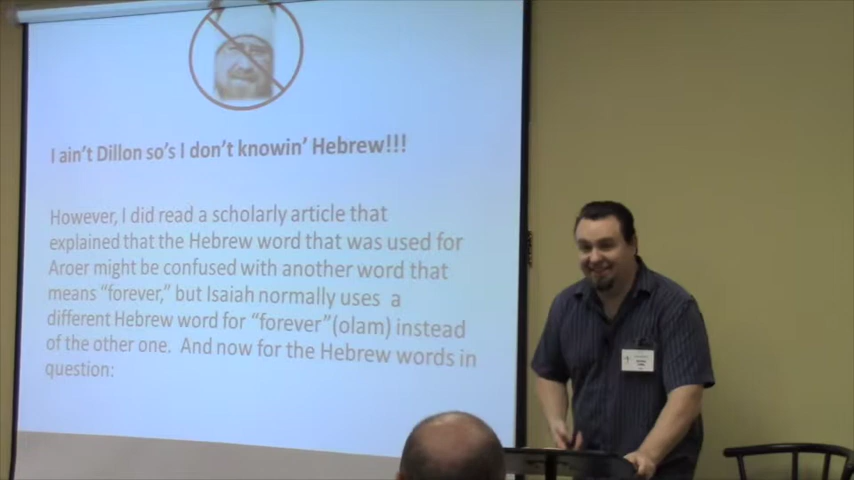 I ain't Dillon so's I don't knowin' Hebrew!!!
However, I did read a scholarly article that
explained that the Hebrew word that was used for
Aroer might be confused with another word that
means "forever," but Isaiah normally uses a
different Hebrew word for "forever"(olam) instead
of the other one. And now for the Hebrew words in
question: